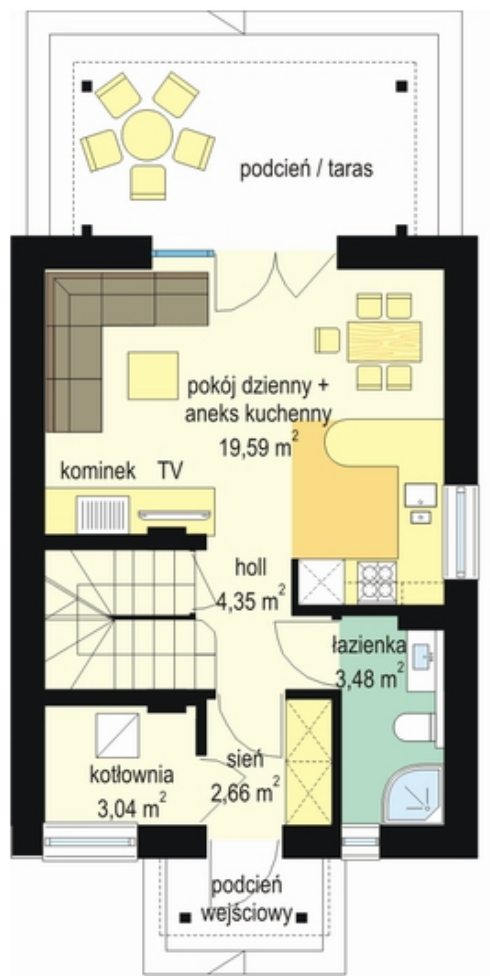 podcień / taras
pokój dzienny +
aneks kuchenny
19,59 m²
kominek TV
holl
4,35 m²
łazienka
3,48 m²
sień
2,66 m²
kotłownia
3,04 m²
podcień
wejściowy